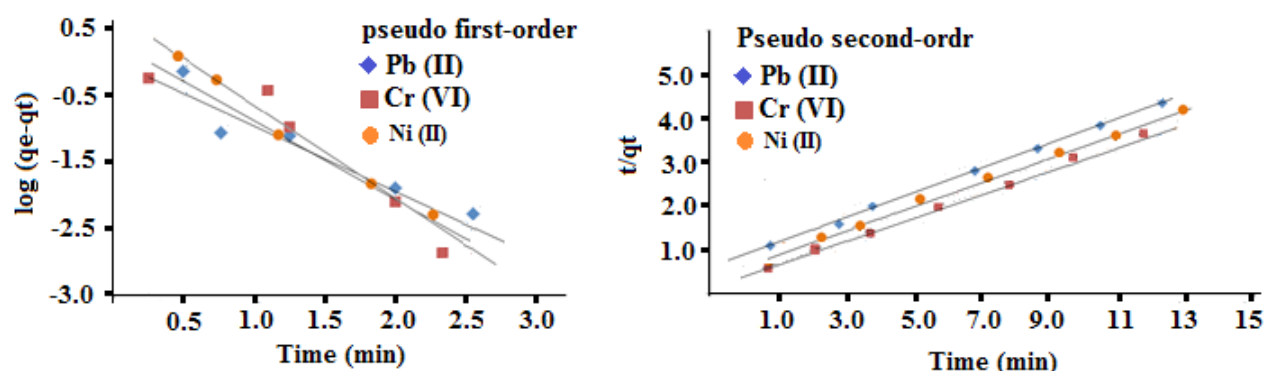 pseudo first-order
Pb (II)
Cr (VI)
Ni (II)
0.5
-0.5
-1.5
-2.5
-3.0
log (qe-qt)
0.5 1.0 1.5 2.0 2.5 3.0
Time (min)
Pseudo second-ordr
Pb (II)
Cr (VI)
Ni (II)
5.0
4.0
3.0
2.0
1.0
t/qt
1.0 3.0 5.0 7.0 9.0 11 13 15
Time (min)